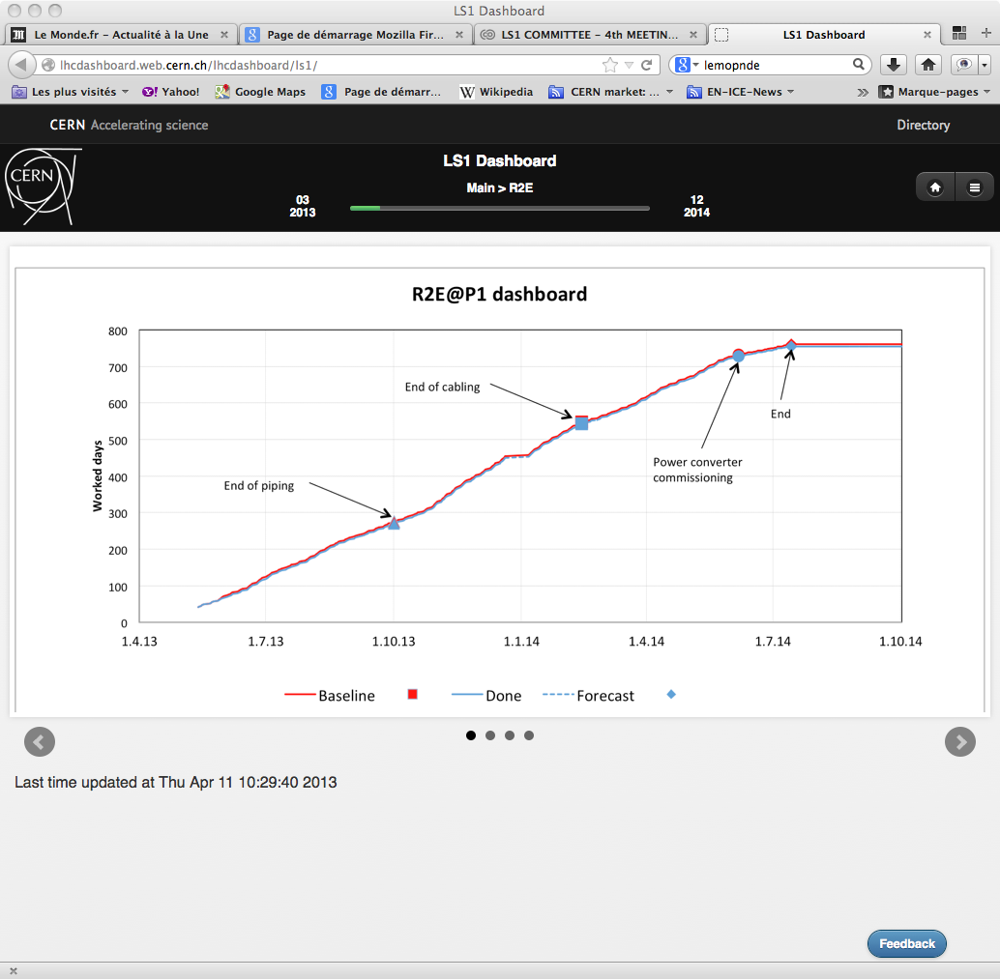 LS1 Dashboard
Le Monde.fr – Actualité à la Une
Page de démarrage Mozilla Fir...
LS1 COMMITTEE – 4th MEETIN...
LS1 Dashboard
lhcdashboard.web.cern.ch/lhcdashboard/ls1/
lemopnde
Les plus visités
Yahoo!
Google Maps
Page de démarr...
Wikipedia
CERN market: ...
EN-ICE-News
Marque-pages
CERN Accelerating science
Directory
CERN
LS1 Dashboard
Main > R2E
03
2013
12
2014
R2E@P1 dashboard
Worked days
800
700
600
500
400
300
200
100
0
End of cabling
End
Power converter
commissioning
End of piping
1.4.13
1.7.13
1.10.13
1.1.14
1.4.14
1.7.14
1.10.14
Baseline
Done
Forecast
Last time updated at Thu Apr 11 10:29:40 2013
Feedback